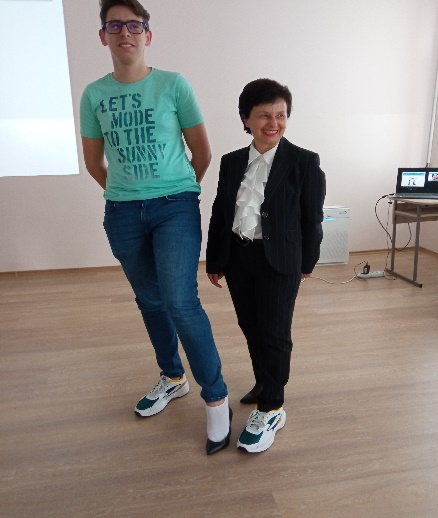 LET'S
MODE
TO THE
SUNNY
SIDE